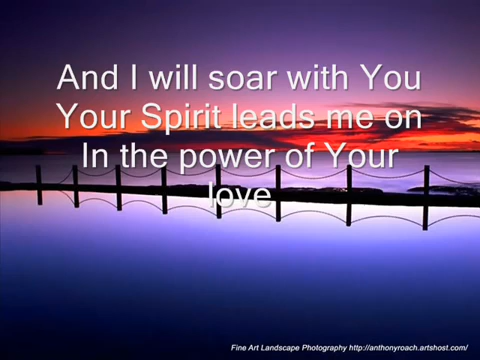 And I will soar with You
Your Spirit leads me on
In the power of Your
love
Fine Art Landscape Photography http://anthonyroach.artshost.com/